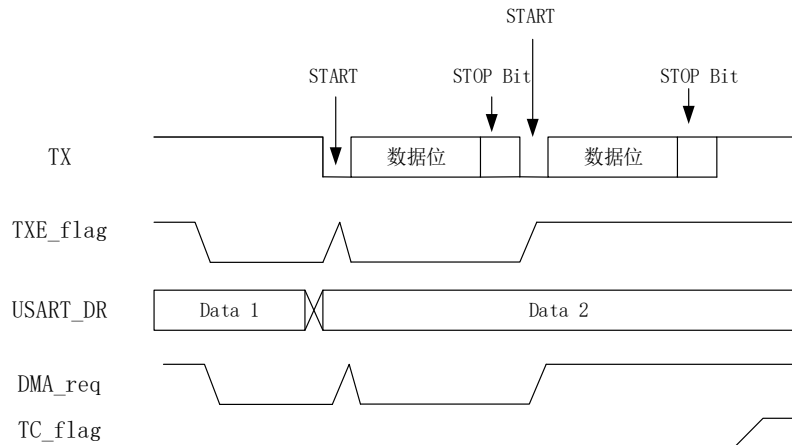 START
START
STOP Bit
STOP Bit
TX
数据位
数据位
TXE_flag
USART_DR
Data 1
Data 2
DMA_req
TC_flag